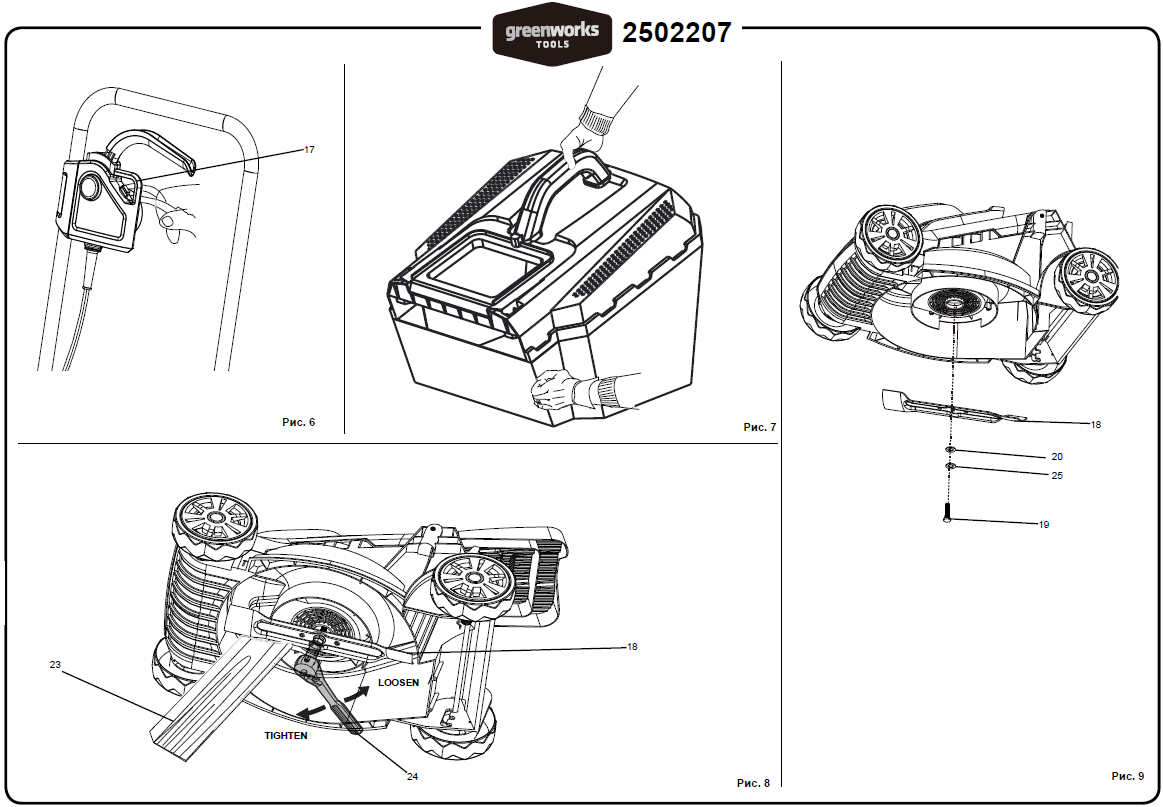 greenworks
TOOLS
2502207
17
Рис. 6
Рис. 7
18
20
25
19
Рис. 9
23
18
LOOSEN
TIGHTEN
24
Рис. 8